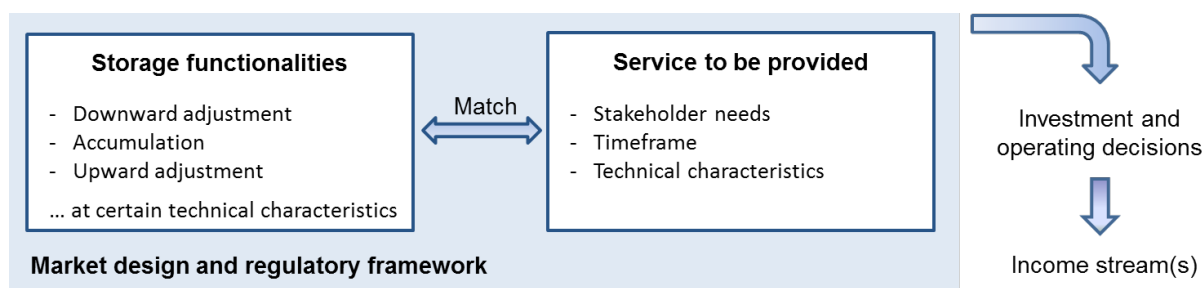 Storage functionalities
- Downward adjustment
- Accumulation
- Upward adjustment
... at certain technical characteristics
Match
Service to be provided
- Stakeholder needs
- Timeframe
- Technical characteristics
Market design and regulatory framework
Investment and
operating decisions
Income stream(s)